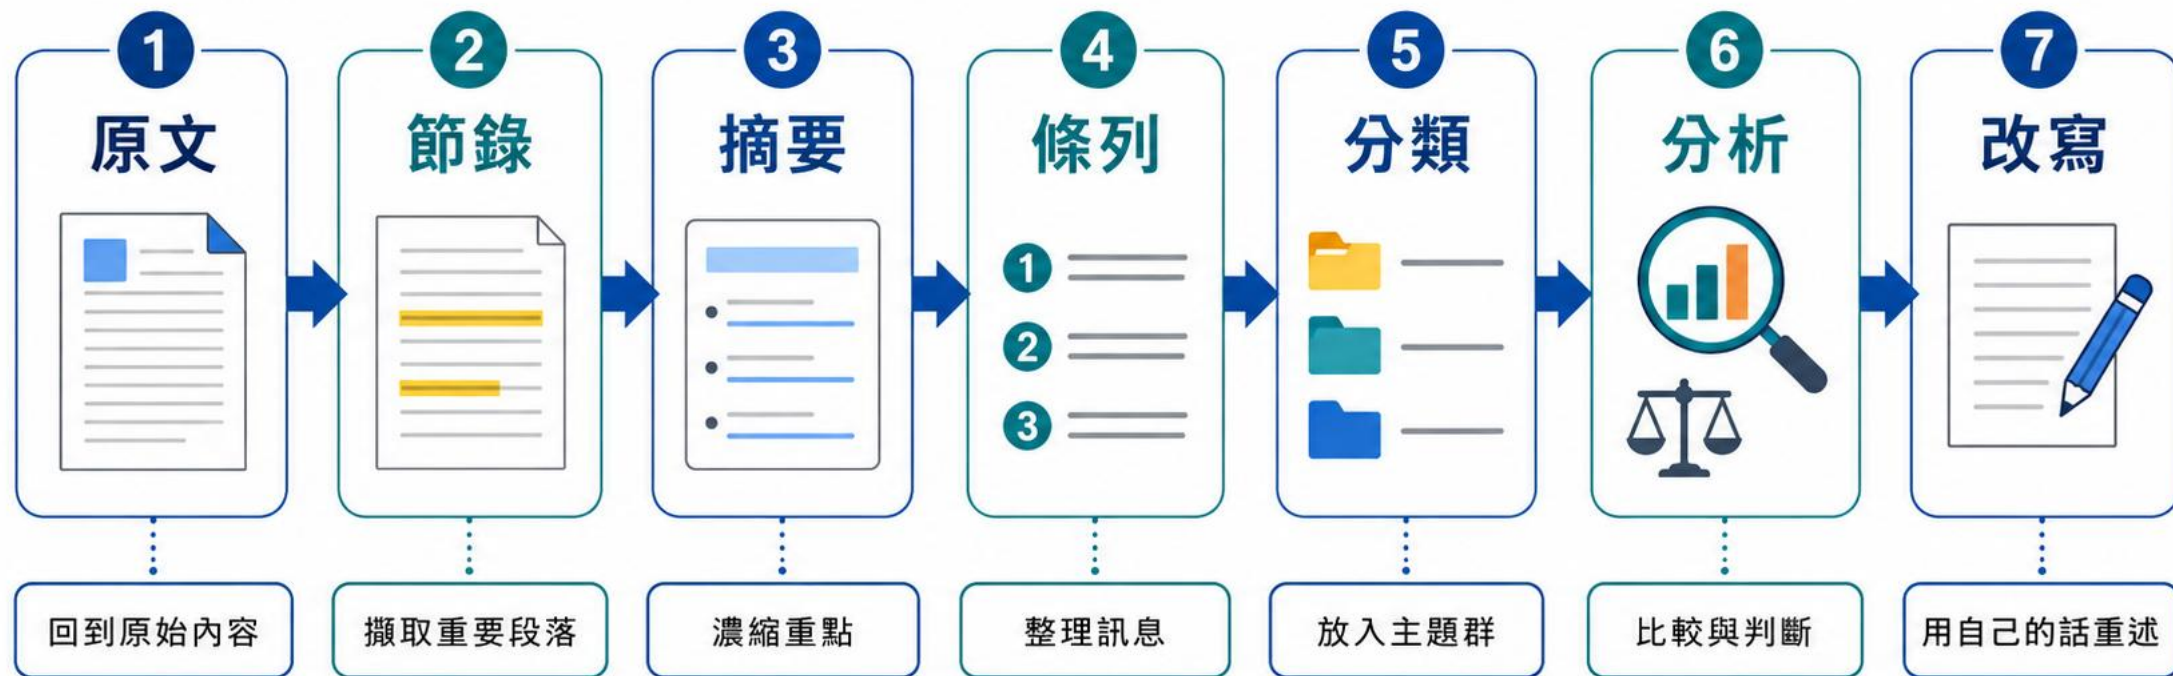 1
原文
回到原始內容
2
節錄
擷取重要段落
3
摘要
濃縮重點
4
條列
1
2
3
整理訊息
5
分類
放入主題群
6
分析
比較與判斷
7
改寫
用自己的話重述